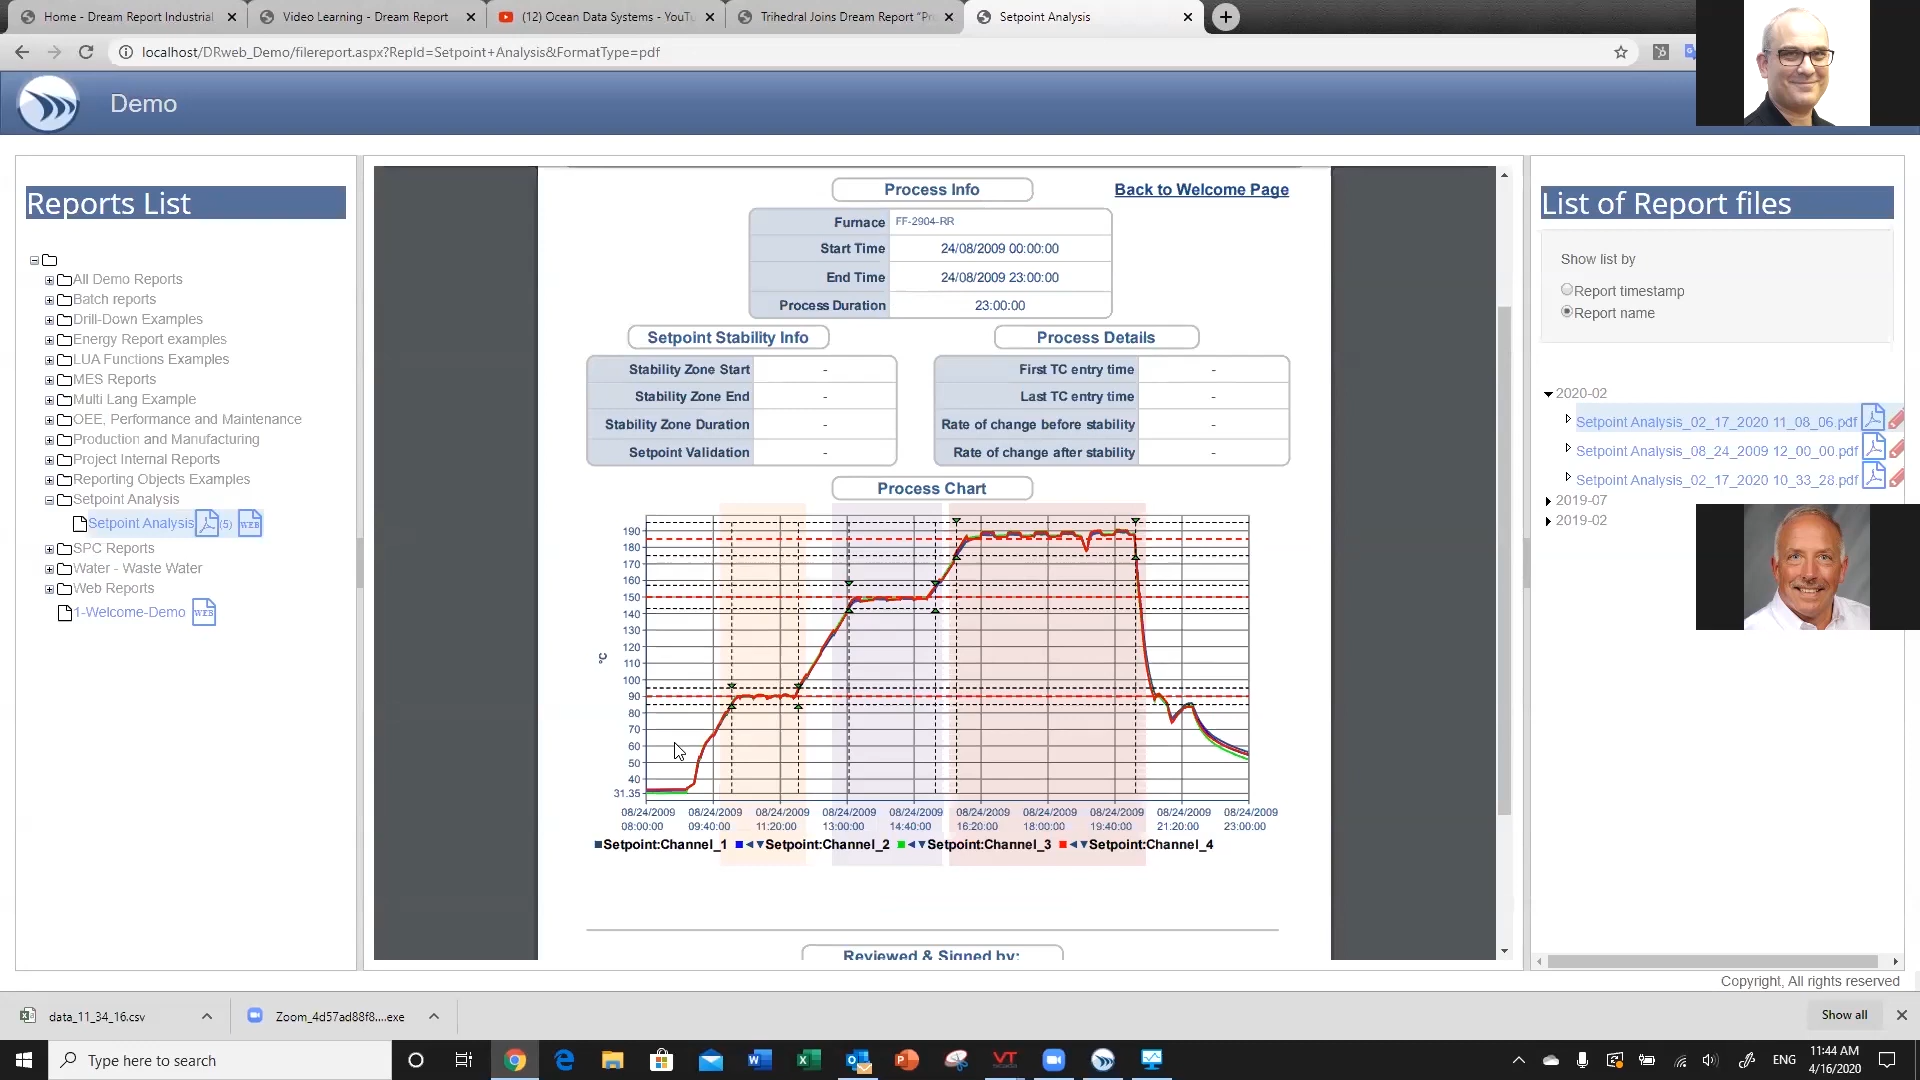 Home - Dream Report Industrial
Video Learning - Dream Report
(12) Ocean Data Systems - YouTu
Trihedral Joins Dream Report "Pr
Setpoint Analysis
localhost/DRweb_Demo/filereport.aspx?RepId=Setpoint+Analysis&FormatType=pdf
Demo
Reports List
All Demo Reports
Batch reports
Drill-Down Examples
Energy Report examples
LUA Functions Examples
MES Reports
Multi Lang Example
OEE, Performance and Maintenance
Production and Manufacturing
Project Internal Reports
Reporting Objects Examples
Setpoint Analysis
Setpoint Analysis (5) WEB
SPC Reports
Water - Waste Water
Web Reports
1-Welcome-Demo WEB
Process Info
Back to Welcome Page
Furnace FF-2904-RR
Start Time 24/08/2009 00:00:00
End Time 24/08/2009 23:00:00
Process Duration 23:00:00
Setpoint Stability Info
Stability Zone Start -
Stability Zone End -
Stability Zone Duration -
Setpoint Validation -
Process Details
First TC entry time -
Last TC entry time -
Rate of change before stability -
Rate of change after stability -
Process Chart
°C
190
180
170
160
150
140
130
120
110
100
90
80
70
60
50
40
31.35
08/24/2009 08/24/2009 08/24/2009 08/24/2009 08/24/2009 08/24/2009 08/24/2009 08/24/2009 08/24/2009 08/24/2009
08:00:00 09:40:00 11:20:00 13:00:00 14:40:00 16:20:00 18:00:00 19:40:00 21:20:00 23:00:00
Setpoint:Channel_1 Setpoint:Channel_2 Setpoint:Channel_3 Setpoint:Channel_4
Reviewed & Signed by:
List of Report files
Show list by
Report timestamp
Report name
2020-02
Setpoint Analysis_02_17_2020 11_08_06.pdf
Setpoint Analysis_08_24_2009 12_00_00.pdf
Setpoint Analysis_02_17_2020 10_33_28.pdf
2019-07
2019-02
Copyright, All rights reserved
data_11_34_16.csv
Zoom_4d57ad88f8....exe
Show all
Type here to search
VT
ENG
11:44 AM
4/16/2020